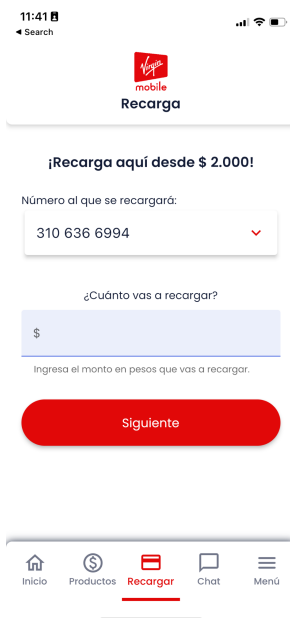 11:41
◀ Search
Virgin
mobile
Recarga
¡Recarga aquí desde $ 2.000!
Número al que se recargará:
310 636 6994
¿Cuánto vas a recargar?
$
Ingresa el monto en pesos que vas a recargar.
Siguiente
Inicio Productos Recargar Chat Menú